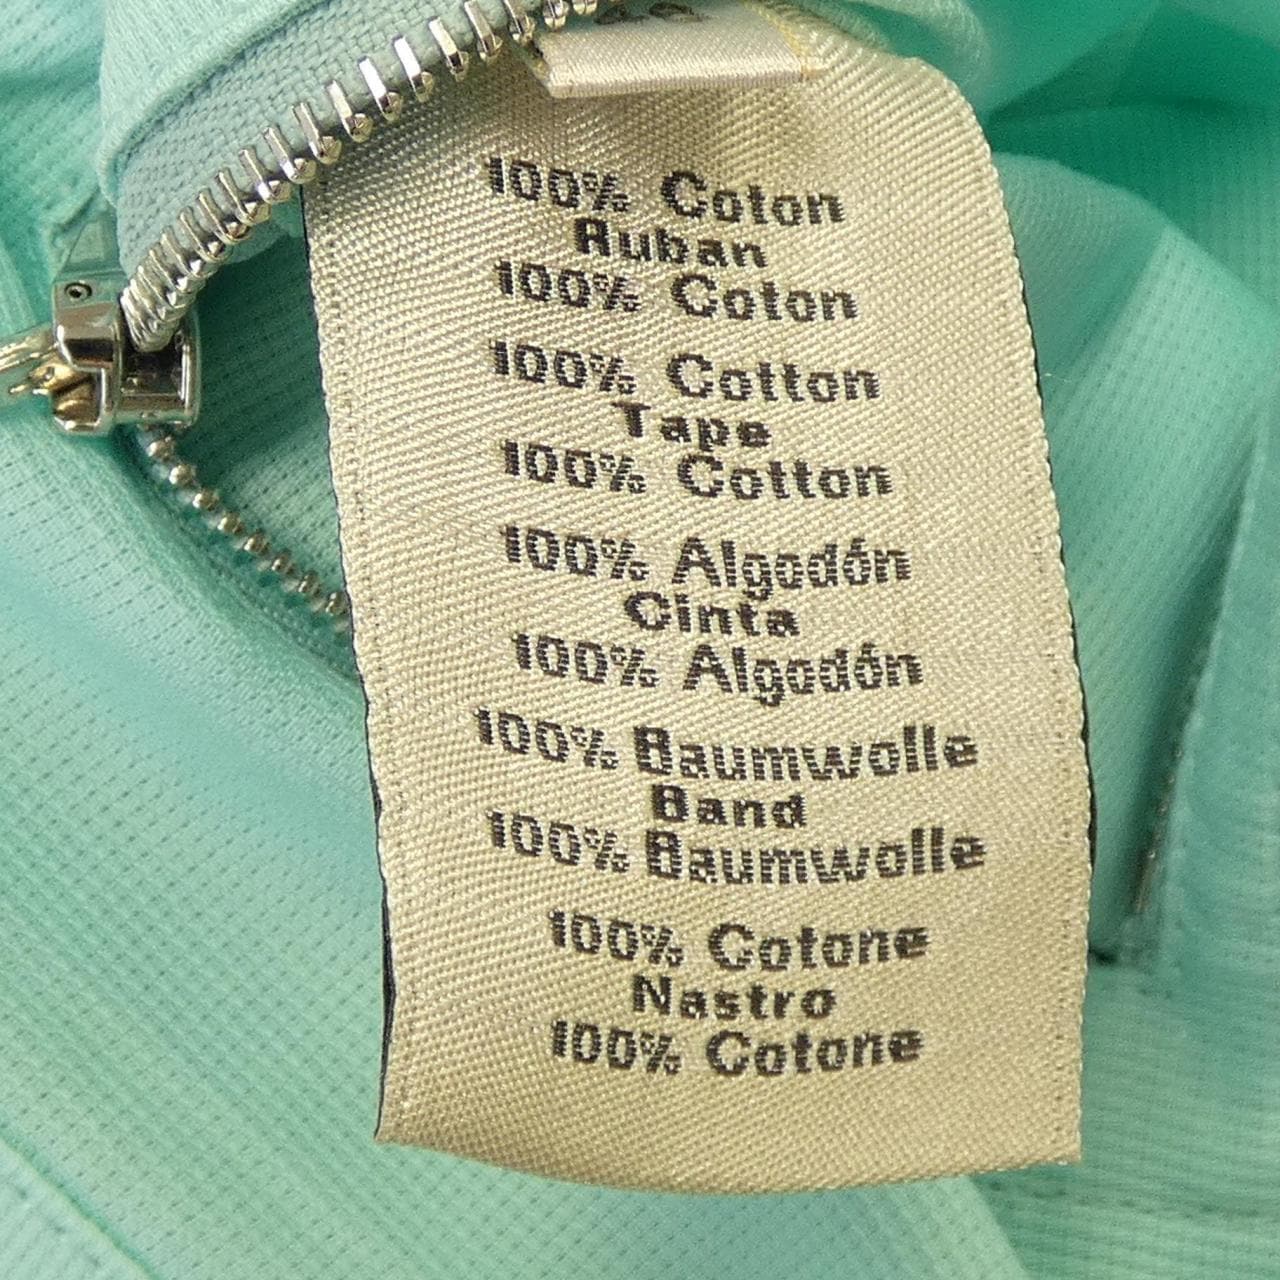 100% Coton
Ruban
100% Coton
100% Cotton
Tape
100% Cotton
100% Algodón
Cinta
100% Algodón
100% Baumwolle
Band
100% Baumwolle
100% Cotone
Nastro
100% Cotone